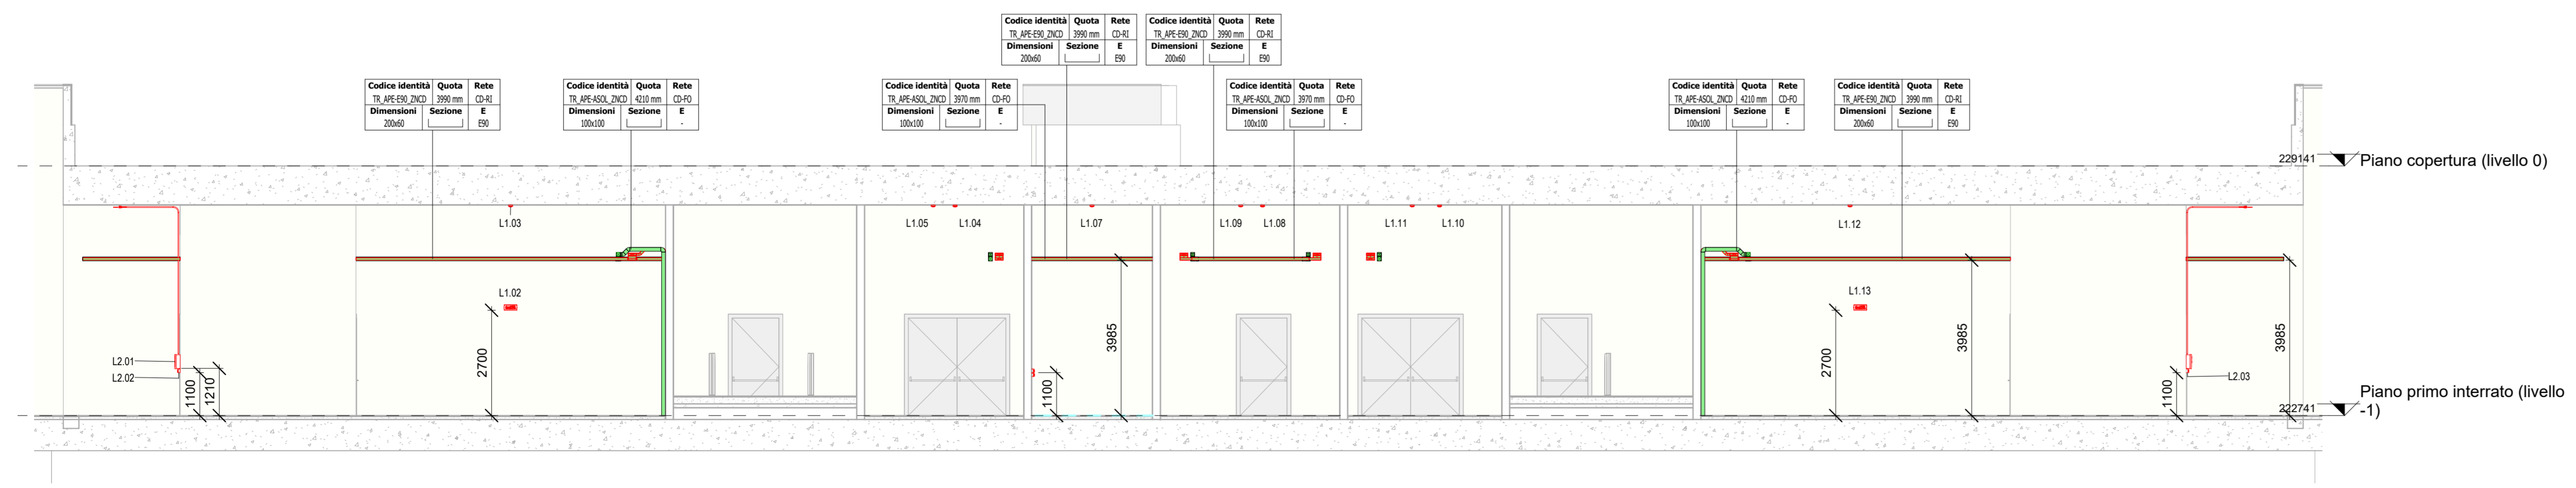 Codice identità Quota Rete
TR_APE-E90_ZNCD 3990 mm CD-RI
Dimensioni Sezione E
200x60 E90
Codice identità Quota Rete
TR_APE-E90_ZNCD 3990 mm CD-RI
Dimensioni Sezione E
200x60 E90
Codice identità Quota Rete
TR_APE-E90_ZNCD 3990 mm CD-RI
Dimensioni Sezione E
200x60 E90
Codice identità Quota Rete
TR_APE-ASOL_ZNCD 4210 mm CD-FO
Dimensioni Sezione E
100x100 -
Codice identità Quota Rete
TR_APE-ASOL_ZNCD 3970 mm CD-FO
Dimensioni Sezione E
100x100 -
Codice identità Quota Rete
TR_APE-ASOL_ZNCD 3970 mm CD-FO
Dimensioni Sezione E
100x100 -
Codice identità Quota Rete
TR_APE-ASOL_ZNCD 4210 mm CD-FO
Dimensioni Sezione E
100x100 -
Codice identità Quota Rete
TR_APE-E90_ZNCD 3990 mm CD-RI
Dimensioni Sezione E
200x60 E90
229141 Piano copertura (livello 0)
L1.03
L1.05
L1.04
L1.07
L1.09
L1.08
L1.11
L1.10
L1.12
L1.02
L1.13
L2.01
L2.02
1100
1210
2700
1100
3985
2700
3985
1100
L2.03
3985
222741 Piano primo interrato (livello
-1)